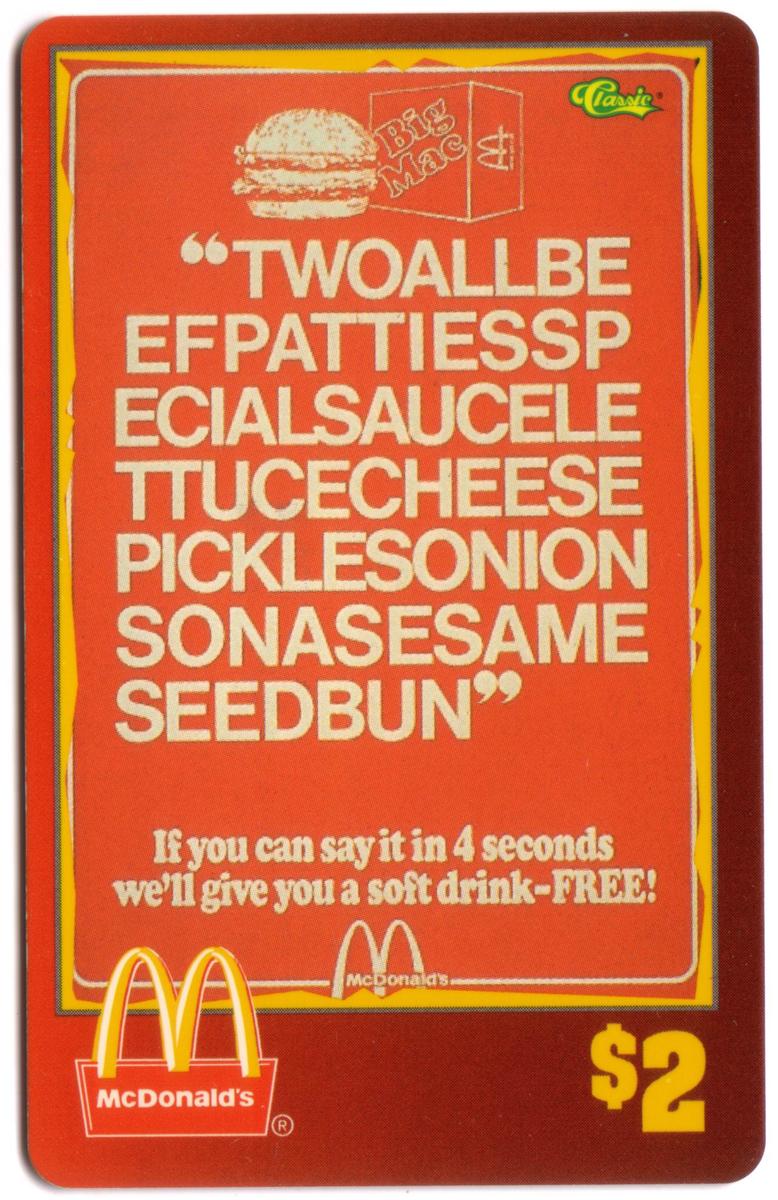 Classic®
Big
Mac
“TWOALLBE
EFPATTIESSP
ECIALSAUCELE
TTUCECHEESE
PICKLESONION
SONASESAME
SEEDBUN”
If you can say it in 4 seconds
we'll give you a soft drink-FREE!
McDonald's
McDonald's®
$2